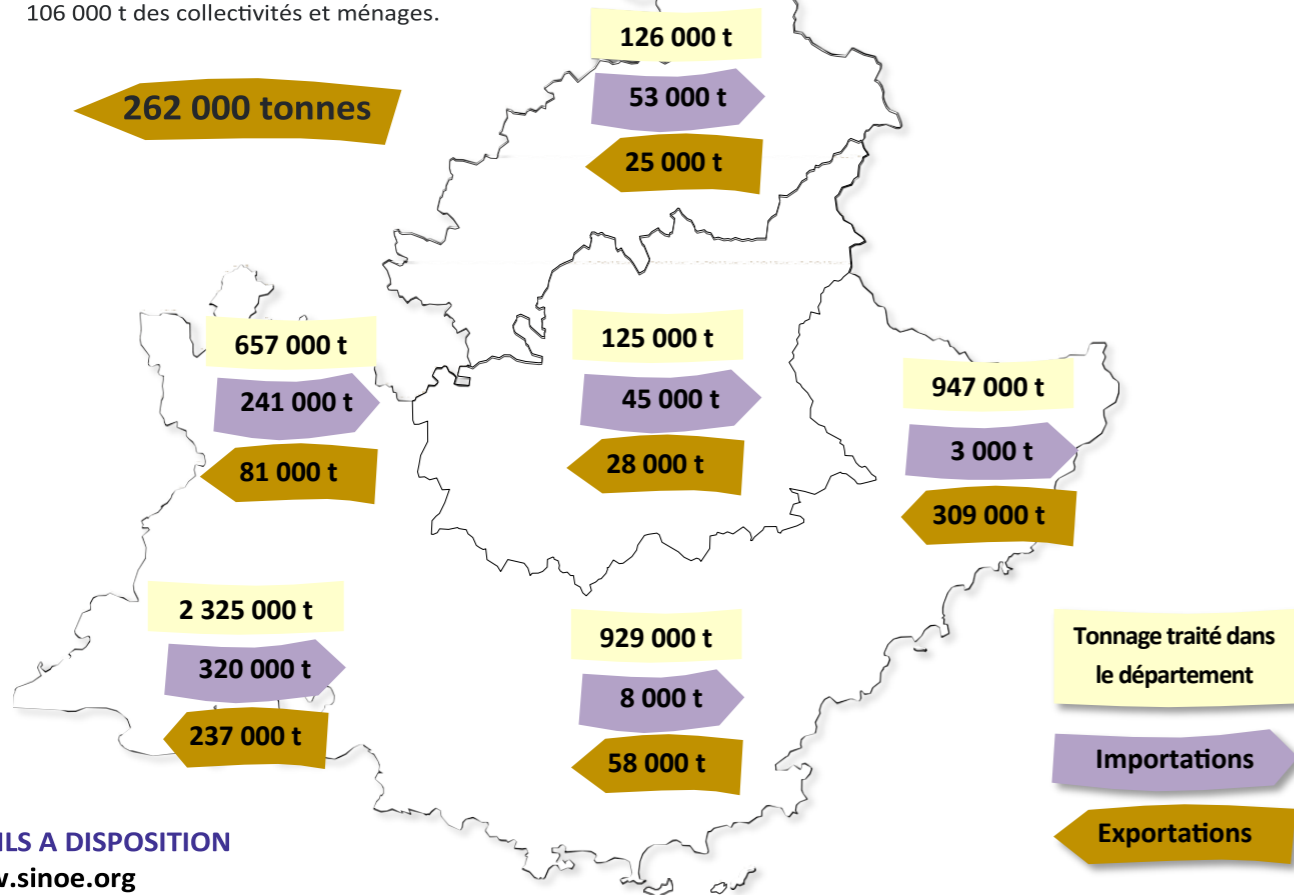 106 000 t des collectivités et ménages.
262 000 tonnes
126 000 t
53 000 t
25 000 t
657 000 t
241 000 t
81 000 t
125 000 t
45 000 t
28 000 t
947 000 t
3 000 t
309 000 t
2 325 000 t
320 000 t
237 000 t
929 000 t
8 000 t
58 000 t
Tonnage traité dans
le département
Importations
Exportations
ILS A DISPOSITION
w.sinoe.org